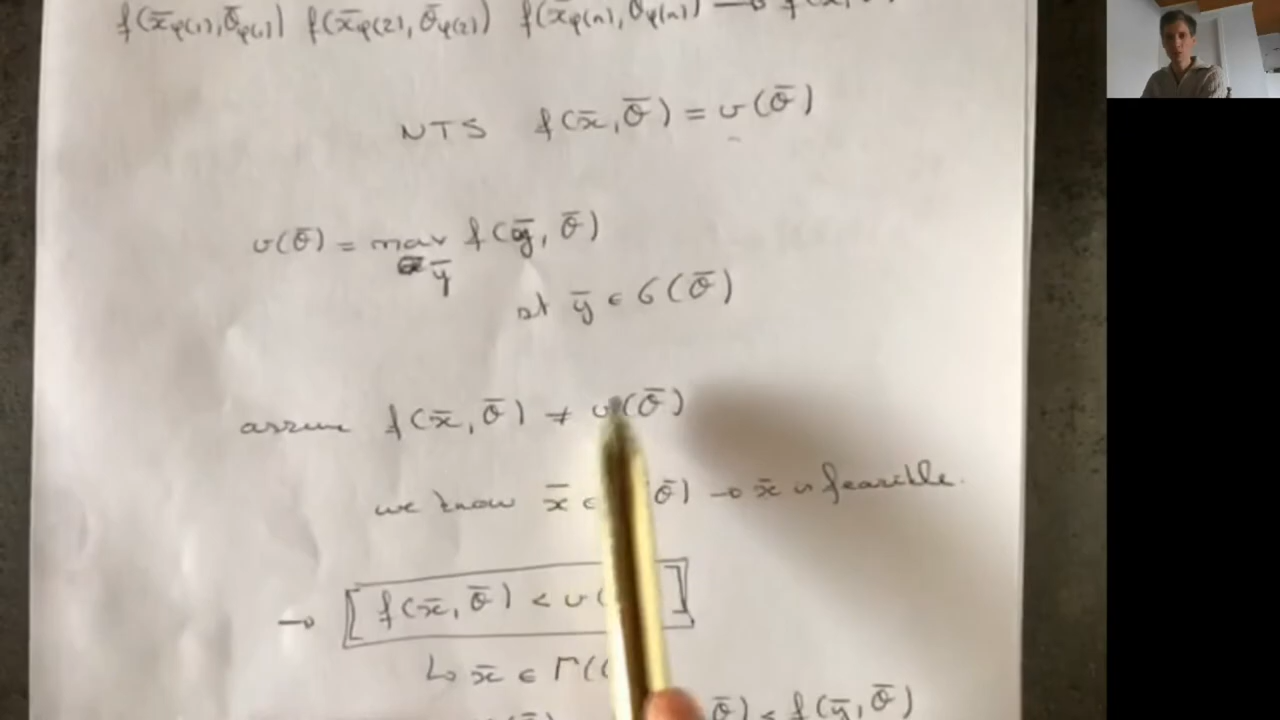 f(x̄φ(1), θ̄φ(1)) f(x̄φ(2), θ̄φ(2)) f(x̄φ(n), θ̄φ(n)) →
NTS f(x̄, θ̄) = v(θ̄)
v(θ̄) = max f(ȳ, θ̄)
ȳ
st ȳ ∈ G(θ̄)
assume f(x̄, θ̄) ≠ v(θ̄)
we know x̄ ∈ θ̄) → x̄ is feasible.
→ [ f(x̄, θ̄) < v( ]
↳ x̄ ∈ Γ(
θ̄) < f(ȳ, θ̄)